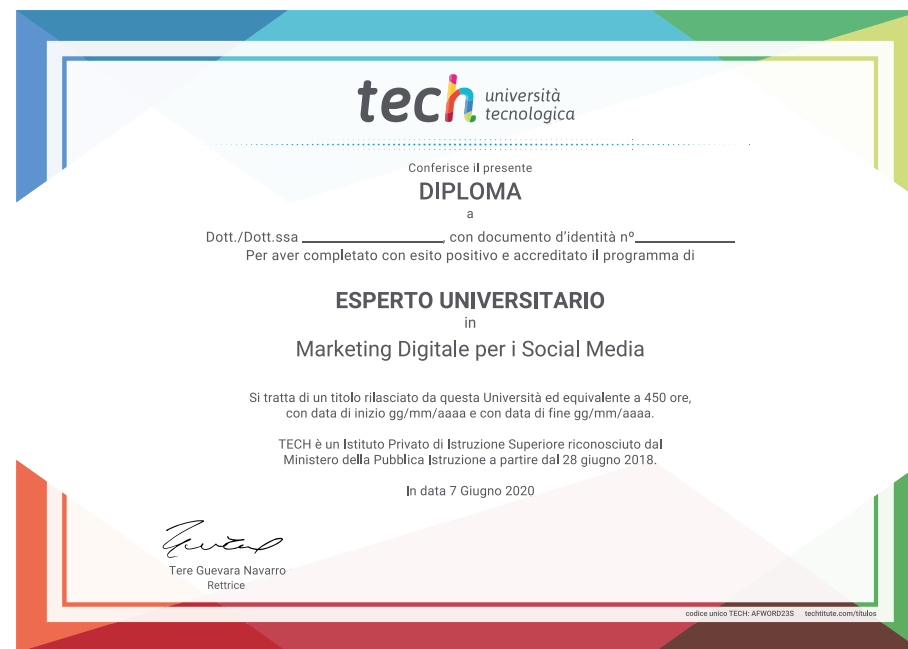 tech università
tecnologica
Conferisce il presente
DIPLOMA
a
Dott./Dott.ssa ____________, con documento d'identità nº__________
Per aver completato con esito positivo e accreditato il programma di
ESPERTO UNIVERSITARIO
in
Marketing Digitale per i Social Media
Si tratta di un titolo rilasciato da questa Università ed equivalente a 450 ore,
con data di inizio gg/mm/aaaa e con data di fine gg/mm/aaaa.
TECH è un Istituto Privato di Istruzione Superiore riconosciuto dal
Ministero della Pubblica Istruzione a partire dal 28 giugno 2018.
In data 7 Giugno 2020
Tere Guevara Navarro
Rettrice
codice unico TECH: AFWORD23S techtitute.com/titulos